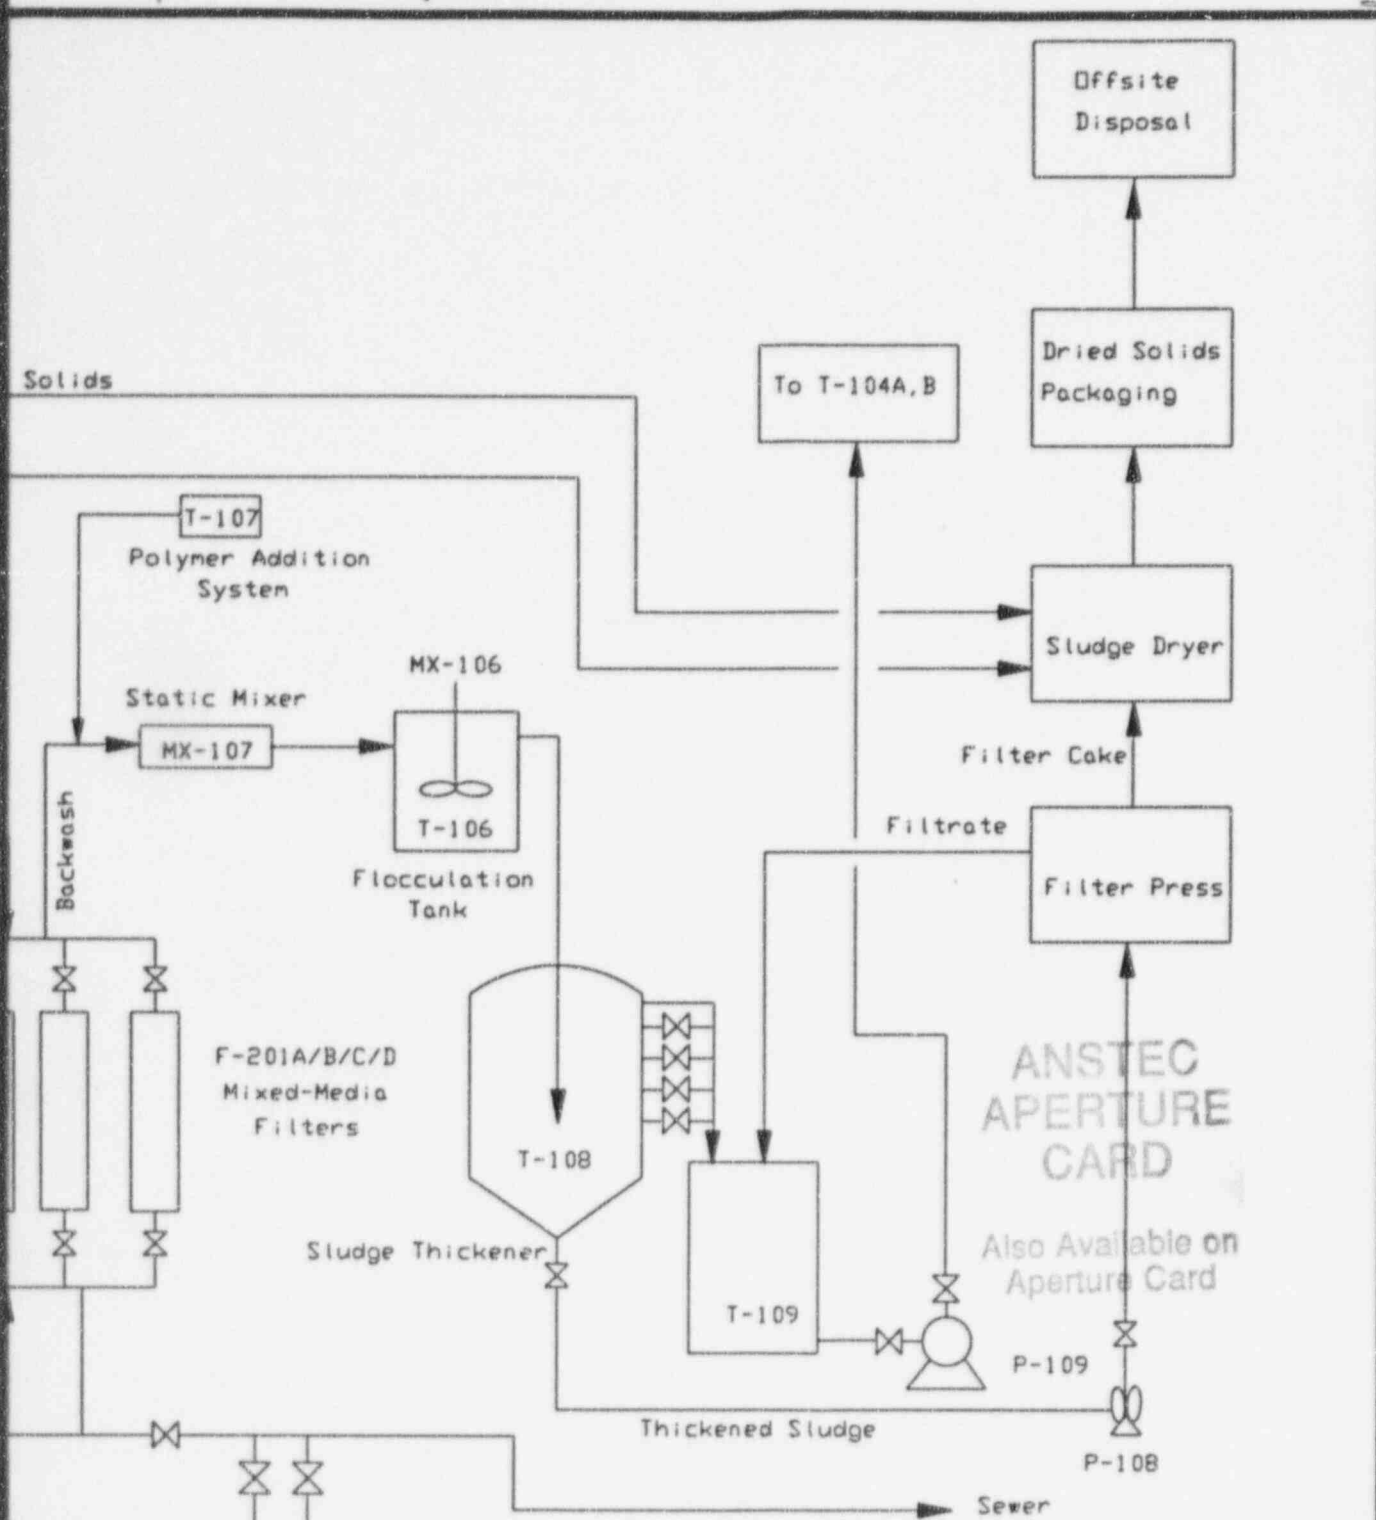 Offsite
Disposal
Dried Solids
Packaging
To T-104A,B
Solids
T-107
Polymer Addition
System
Sludge Dryer
MX-106
Static Mixer
MX-107
Filter Cake
T-106
Backwash
Filtrate
Flocculation
Tank
Filter Press
F-201A/B/C/D
Mixed-Media
Filters
ANSTEC
APERTURE
CARD
T-108
Sludge Thickener
Also Available on
Aperture Card
T-109
P-109
Thickened Sludge
P-108
Sewer